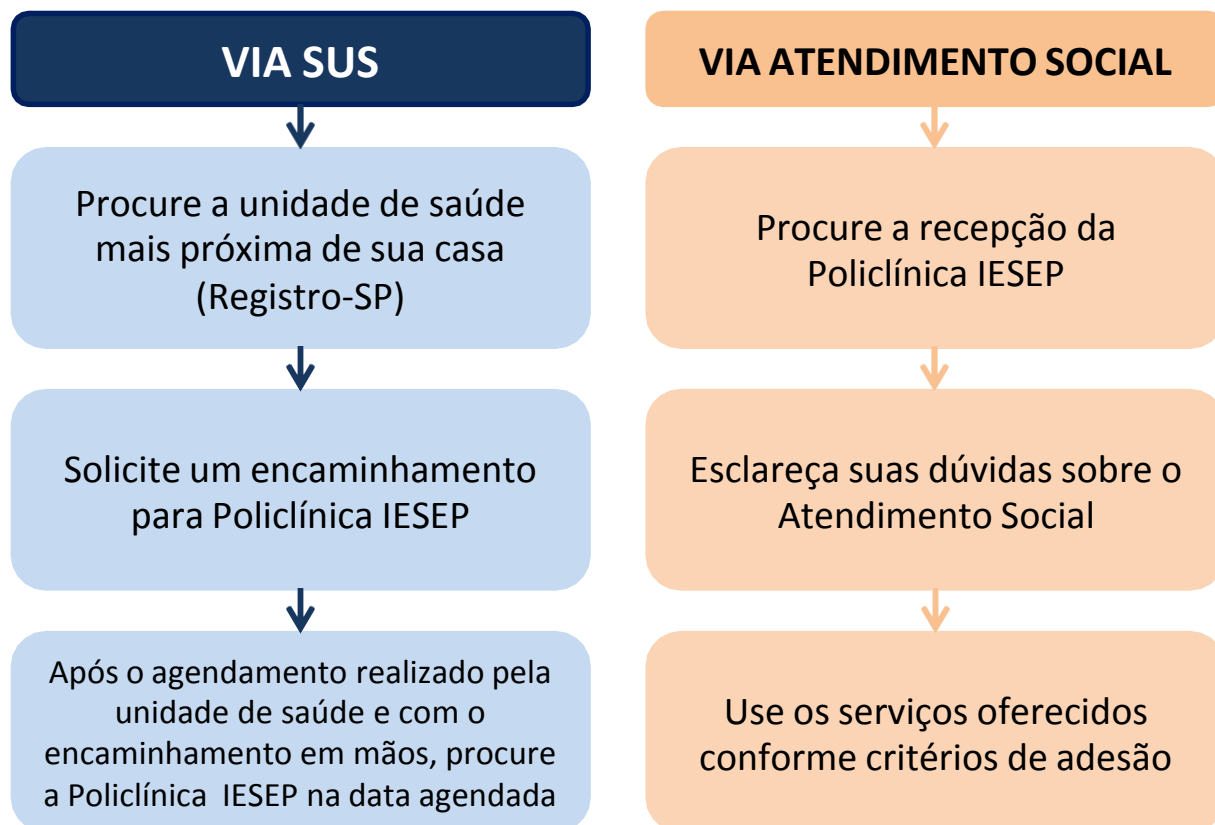 VIA SUS
Procure a unidade de saúde
mais próxima de sua casa
(Registro-SP)
Solicite um encaminhamento
para Policlínica IESEP
Após o agendamento realizado pela
unidade de saúde e com o
encaminhamento em mãos, procure
a Policlínica IESEP na data agendada
VIA ATENDIMENTO SOCIAL
Procure a recepção da
Policlínica IESEP
Esclareça suas dúvidas sobre o
Atendimento Social
Use os serviços oferecidos
conforme critérios de adesão